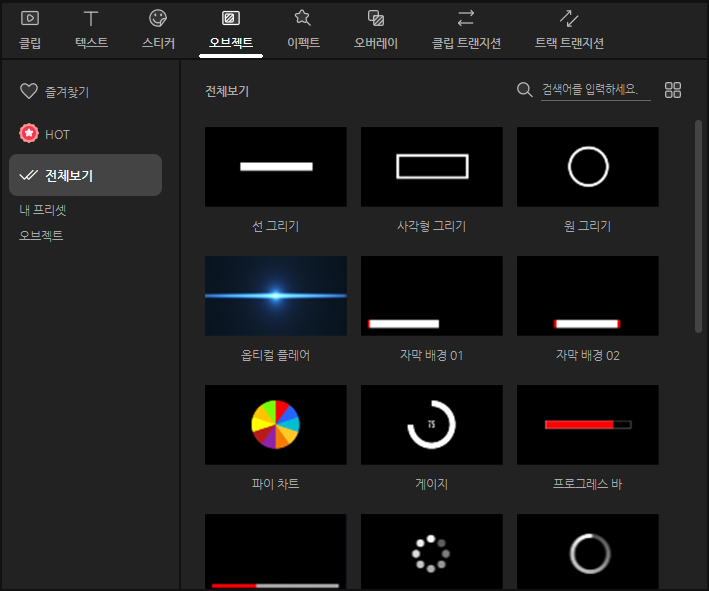 클립
텍스트
스티커
오브젝트
이펙트
오버레이
클립 트랜지션
트랙 트랜지션
즐겨찾기
HOT
전체보기
내 프리셋
오브젝트
전체보기
검색어를 입력하세요.
선 그리기
사각형 그리기
원 그리기
옵티컬 플레어
자막 배경 01
자막 배경 02
75
파이 차트
게이지
프로그레스 바